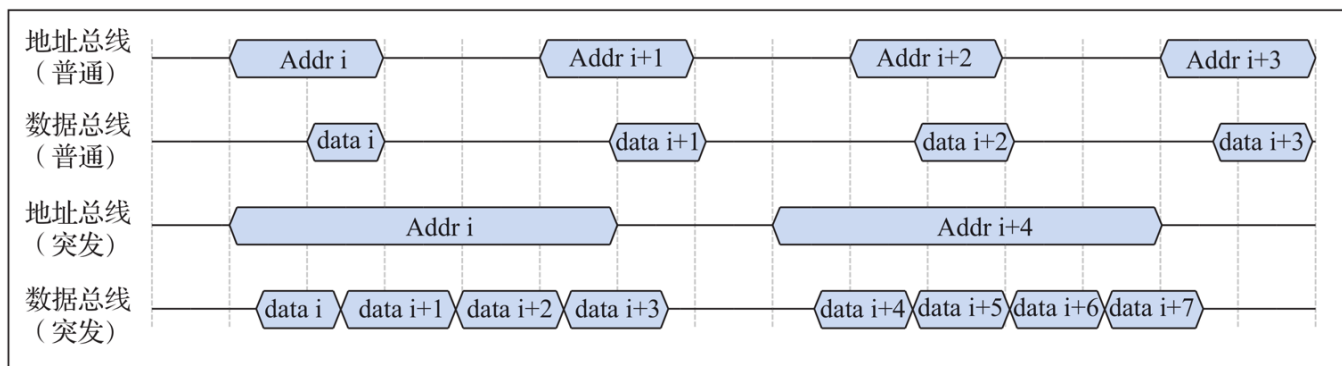 地址总线
（普通）
Addr i
Addr i+1
Addr i+2
Addr i+3
数据总线
（普通）
data i
data i+1
data i+2
data i+3
地址总线
（突发）
Addr i
Addr i+4
数据总线
（突发）
data i
data i+1
data i+2
data i+3
data i+4
data i+5
data i+6
data i+7